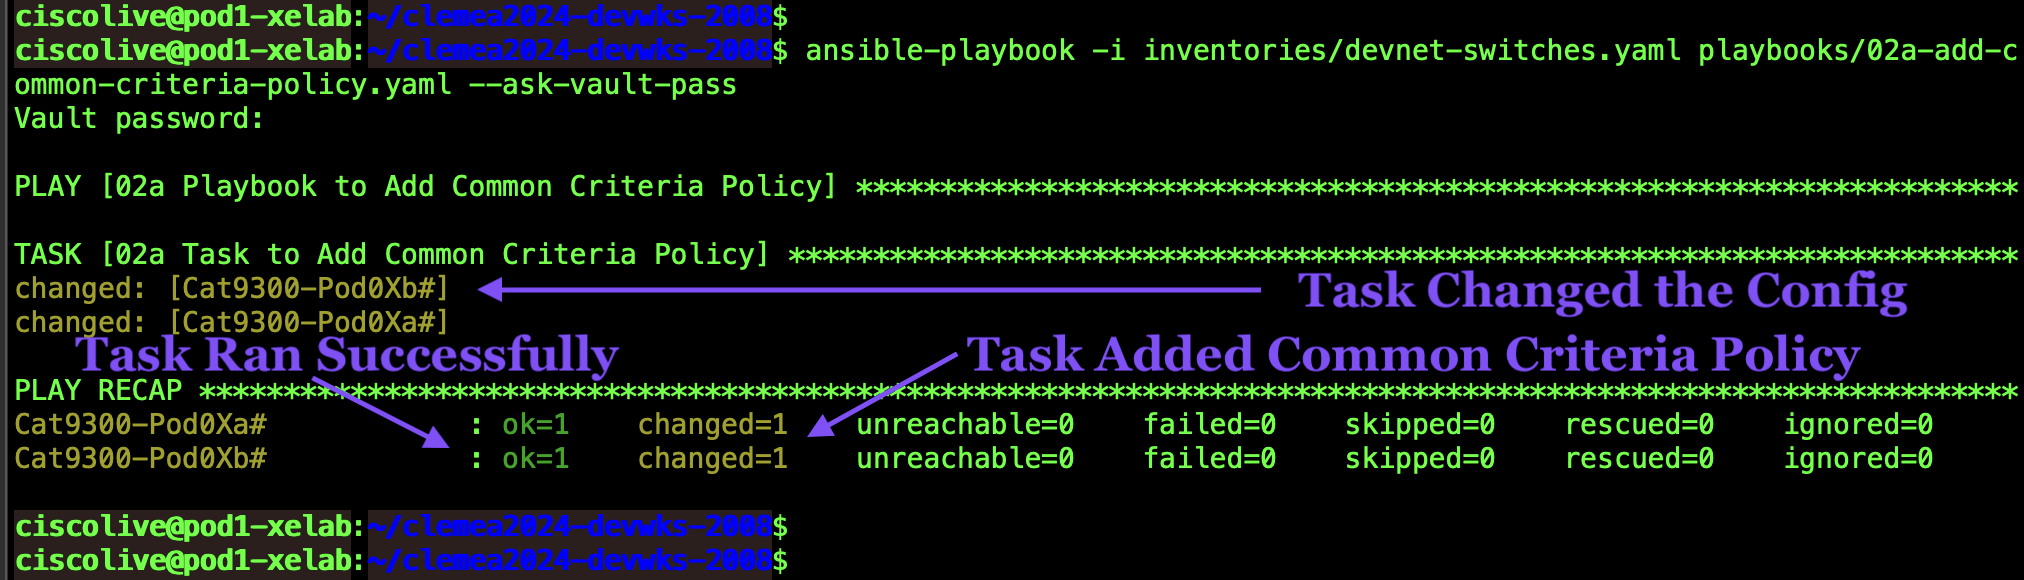 ciscolive@pod1-xelab:~/clemea2024-devwks-2008$
ciscolive@pod1-xelab:~/clemea2024-devwks-2008$ ansible-playbook -i inventories/devnet-switches.yaml playbooks/02a-add-c
ommon-criteria-policy.yaml --ask-vault-pass
Vault password:
PLAY [02a Playbook to Add Common Criteria Policy] *********************************************************************
TASK [02a Task to Add Common Criteria Policy] *************************************************************************
changed: [Cat9300-Pod0Xb#]
Task Changed the Config
changed: [Cat9300-Pod0Xa#]
Task Ran Successfully
Task Added Common Criteria Policy
PLAY RECAP ************************************************************************************************************
Cat9300-Pod0Xa# : ok=1 changed=1 unreachable=0 failed=0 skipped=0 rescued=0 ignored=0
Cat9300-Pod0Xb# : ok=1 changed=1 unreachable=0 failed=0 skipped=0 rescued=0 ignored=0
ciscolive@pod1-xelab:~/clemea2024-devwks-2008$
ciscolive@pod1-xelab:~/clemea2024-devwks-2008$